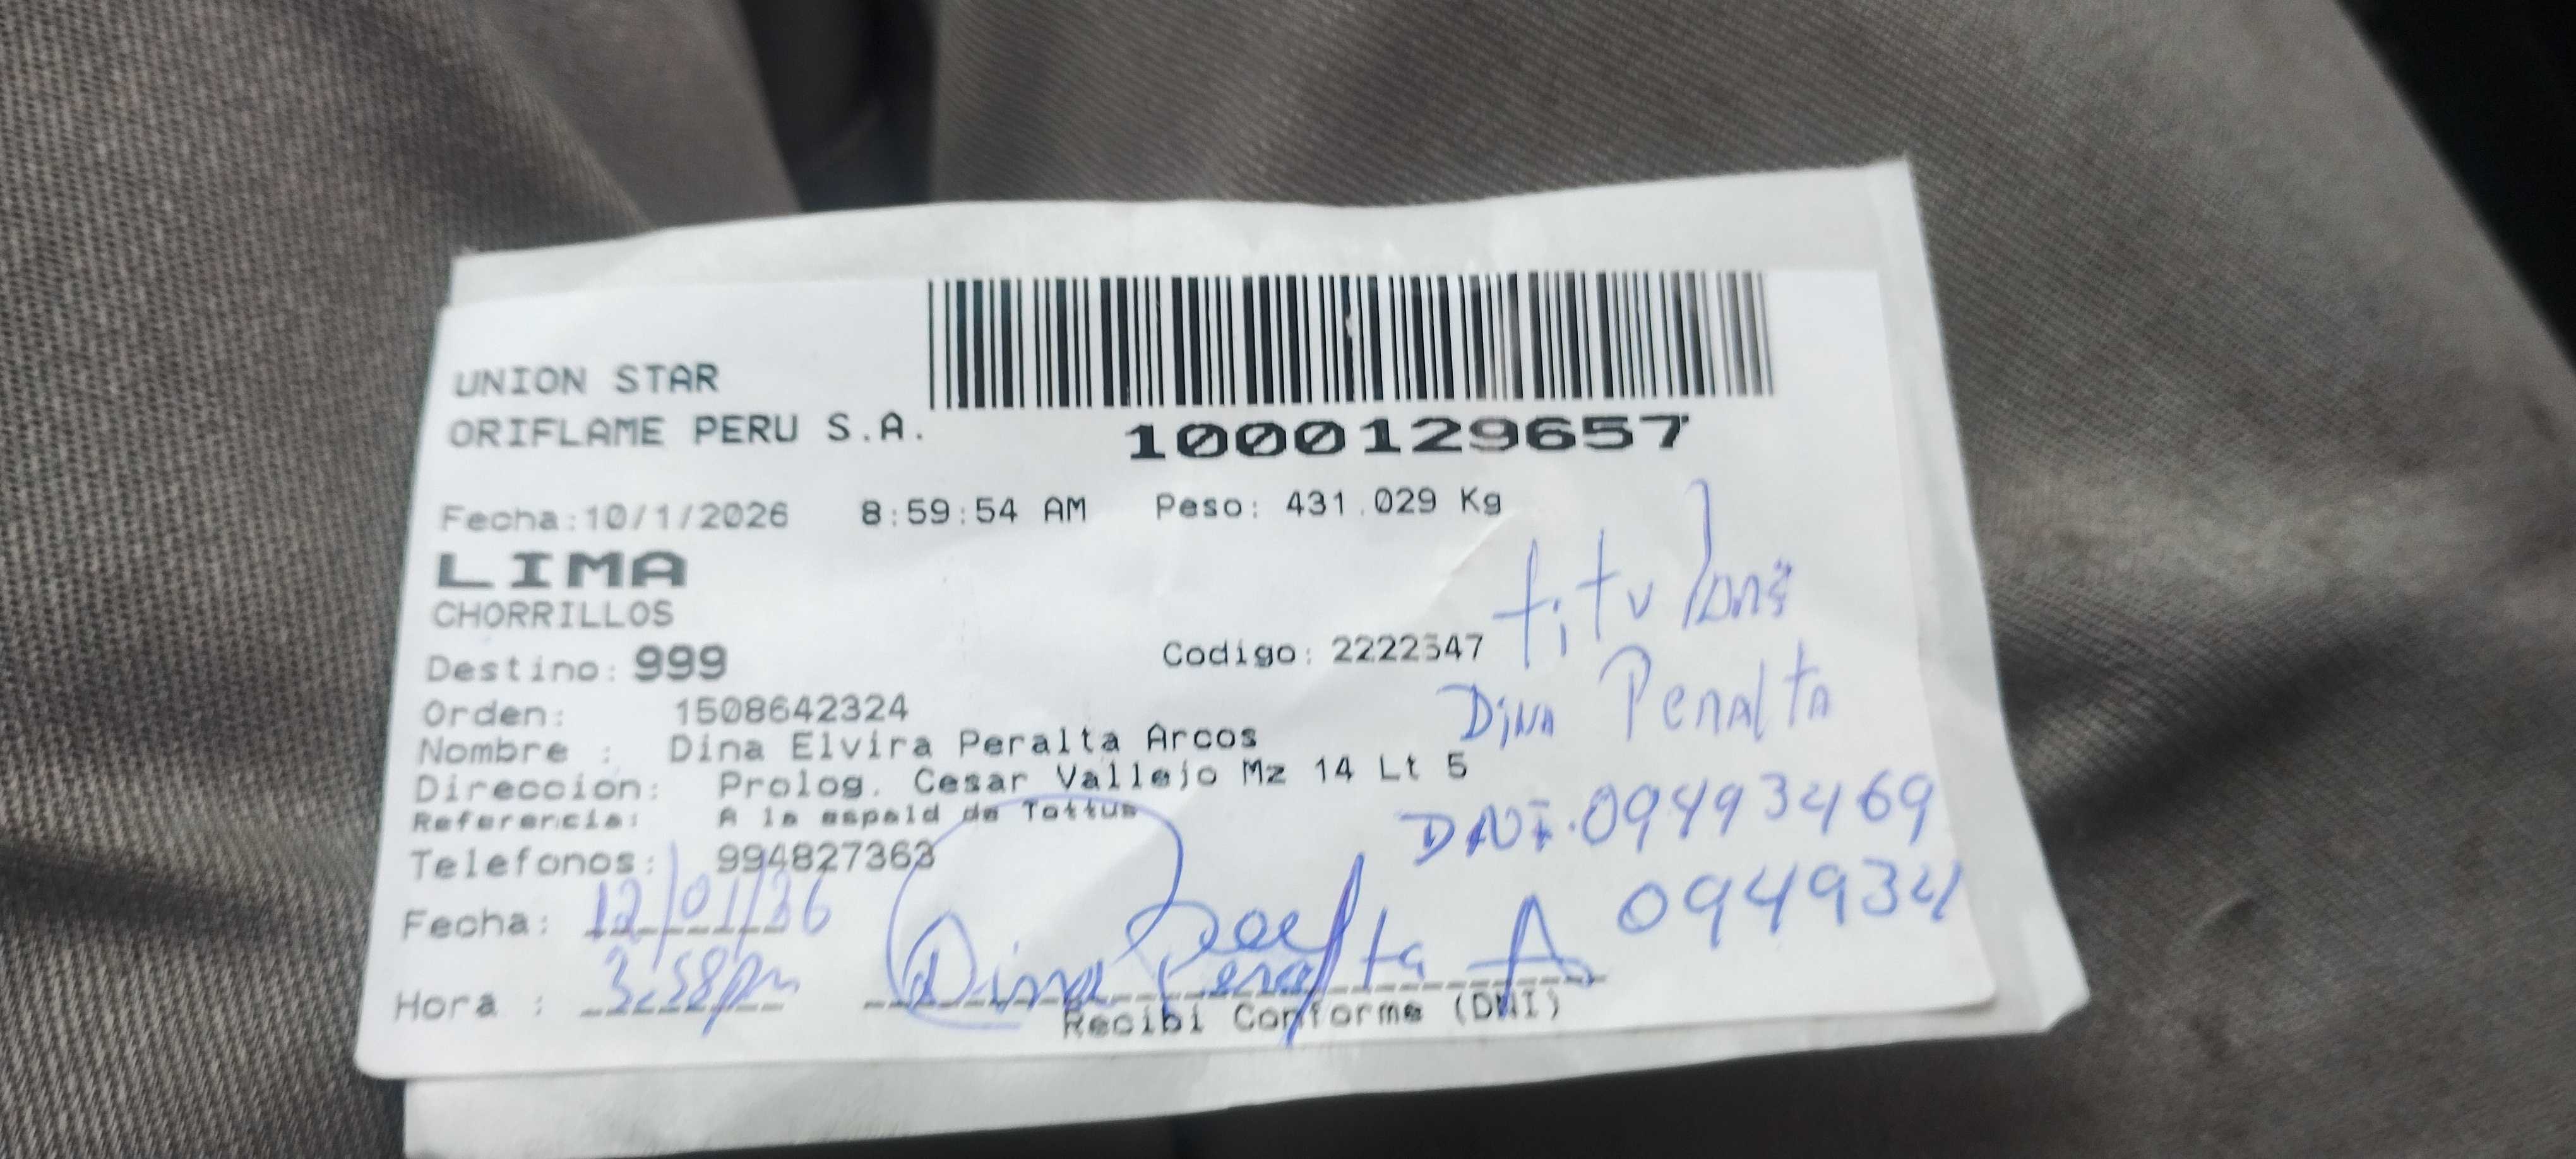 UNION STAR
ORIFLAME PERU S.A.
1000129657
Fecha:10/1/2026 8:59:54 AM Peso: 431.029 Kg
LIMA
CHORRILLOS
Destino: 999 Codigo: 2222347
Orden: 1508642324
Nombre : Dina Elvira Peralta Arcos
Direccion: Prolog. Cesar Vallejo Mz 14 Lt 5
Referencia: A la espald de Tottus
Telefonos: 994827363
Fecha: 12/01/26
Hora : 3:58pm
Dina Peralta A
Recibi Conforme (DNI)
Dina Peralta
DNI.09493469
094934